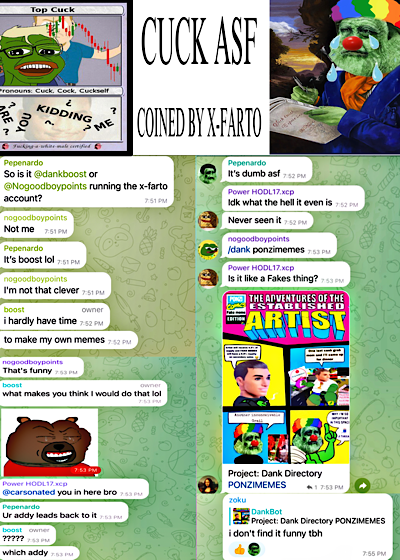 Top Cuck
Pronouns: Cuck, Cock, Cuckself
ARE
YOU
KIDDING
ME
? ? ¿ ? ?
Fucking-a-white-male certified
CUCK ASF
COINED BY X-FARTO
Pepenardo
So is it @dankboost or
@Nogoodboypoints running the x-farto
account?
7:51 PM
nogoodboypoints
Not me
7:51 PM
Pepenardo
It's boost lol
7:51 PM
nogoodboypoints
I'm not that clever
7:51 PM
boost
owner
i hardly have time
7:52 PM
to make my own memes
7:52 PM
nogoodboypoints
That's funny
7:53 PM
boost
owner
what makes you think I would do that lol
7:53 PM
7:53 PM
Power HODL17.xcp
@carsonated you in here bro
7:53 PM
Pepenardo
Ur addy leads back to it
7:53 PM
boost
owner
?????
7:53 PM
which addy
7:53 PM
Pepenardo
It's dumb asf
7:52 PM
Power HODL17.xcp
Idk what the hell it even is
7:52 PM
Never seen it
7:52 PM
nogoodboypoints
/dank ponzimemes
7:53 PM
Power HODL17.xcp
Is it like a Fakes thing?
7:53 PM
THE ADVENTURES OF THE
ESTABLISHED
ARTIST
EDITION
Project: Dank Directory
PONZIMEMES
1 7:53 PM
zoku
DankBot
Project: Dank Directory PONZIMEMES
i don't find it funny tbh
7:55 PM